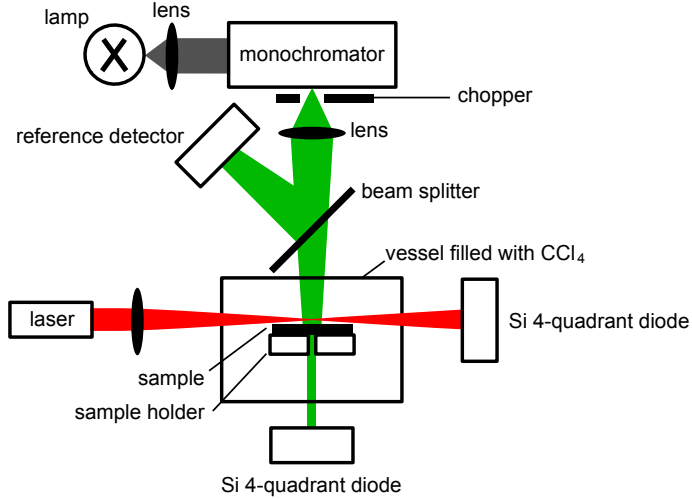 lamp
lens
monochromator
chopper
lens
reference detector
beam splitter
vessel filled with CCl₄
laser
Si 4-quadrant diode
sample
sample holder
Si 4-quadrant diode